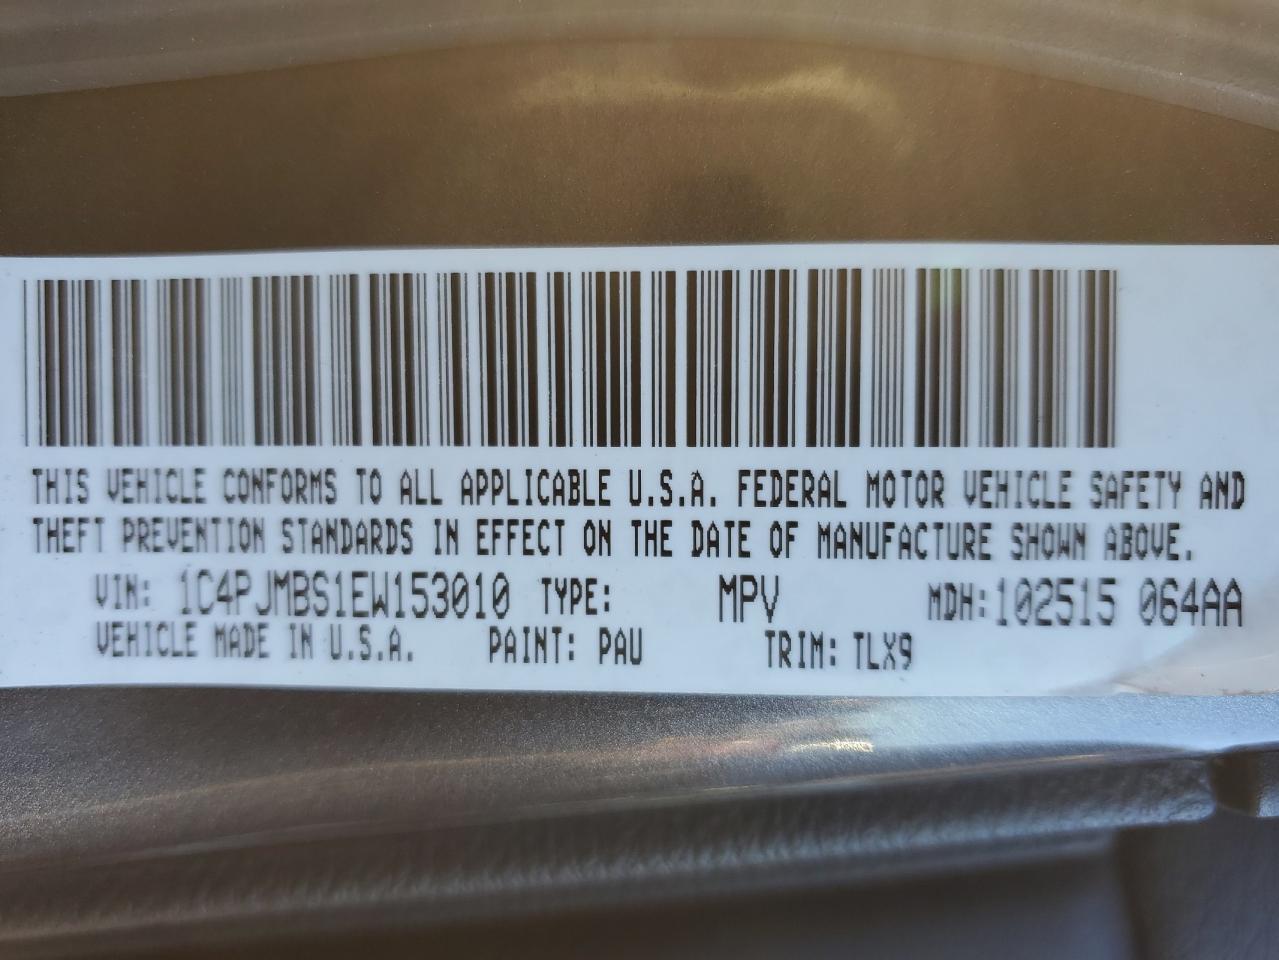 THIS VEHICLE CONFORMS TO ALL APPLICABLE U.S.A. FEDERAL MOTOR VEHICLE SAFETY AND
THEFT PREVENTION STANDARDS IN EFFECT ON THE DATE OF MANUFACTURE SHOWN ABOVE.
VIN: 1C4PJMBS1EW153010 TYPE: MPV MDH:102515 064AA
VEHICLE MADE IN U.S.A. PAINT: PAU TRIM: TLX9